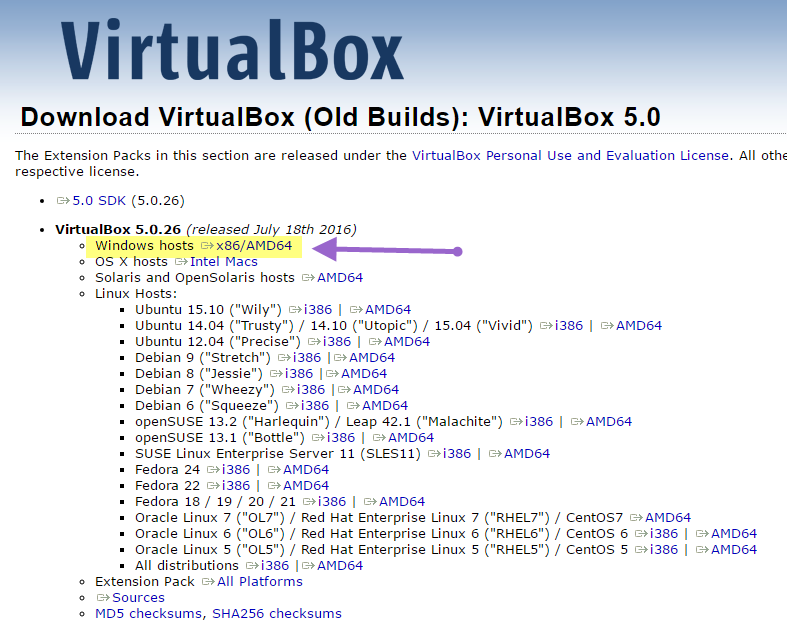 VirtualBox
Download VirtualBox (Old Builds): VirtualBox 5.0
The Extension Packs in this section are released under the VirtualBox Personal Use and Evaluation License. All othe
respective license.
5.0 SDK (5.0.26)
VirtualBox 5.0.26 (released July 18th 2016)
Windows hosts x86/AMD64
OS X hosts Intel Macs
Solaris and OpenSolaris hosts AMD64
Linux Hosts:
Ubuntu 15.10 ("Wily") i386 | AMD64
Ubuntu 14.04 ("Trusty") / 14.10 ("Utopic") / 15.04 ("Vivid") i386 | AMD64
Ubuntu 12.04 ("Precise") i386 | AMD64
Debian 9 ("Stretch") i386 | AMD64
Debian 8 ("Jessie") i386 | AMD64
Debian 7 ("Wheezy") i386 | AMD64
Debian 6 ("Squeeze") i386 | AMD64
openSUSE 13.2 ("Harlequin") / Leap 42.1 ("Malachite") i386 | AMD64
openSUSE 13.1 ("Bottle") i386 | AMD64
SUSE Linux Enterprise Server 11 (SLES11) i386 | AMD64
Fedora 24 i386 | AMD64
Fedora 22 i386 | AMD64
Fedora 18 / 19 / 20 / 21 i386 | AMD64
Oracle Linux 7 ("OL7") / Red Hat Enterprise Linux 7 ("RHEL7") / CentOS7 AMD64
Oracle Linux 6 ("OL6") / Red Hat Enterprise Linux 6 ("RHEL6") / CentOS 6 i386 | AMD64
Oracle Linux 5 ("OL5") / Red Hat Enterprise Linux 5 ("RHEL5") / CentOS 5 i386 | AMD64
All distributions i386 | AMD64
Extension Pack All Platforms
Sources
MD5 checksums, SHA256 checksums